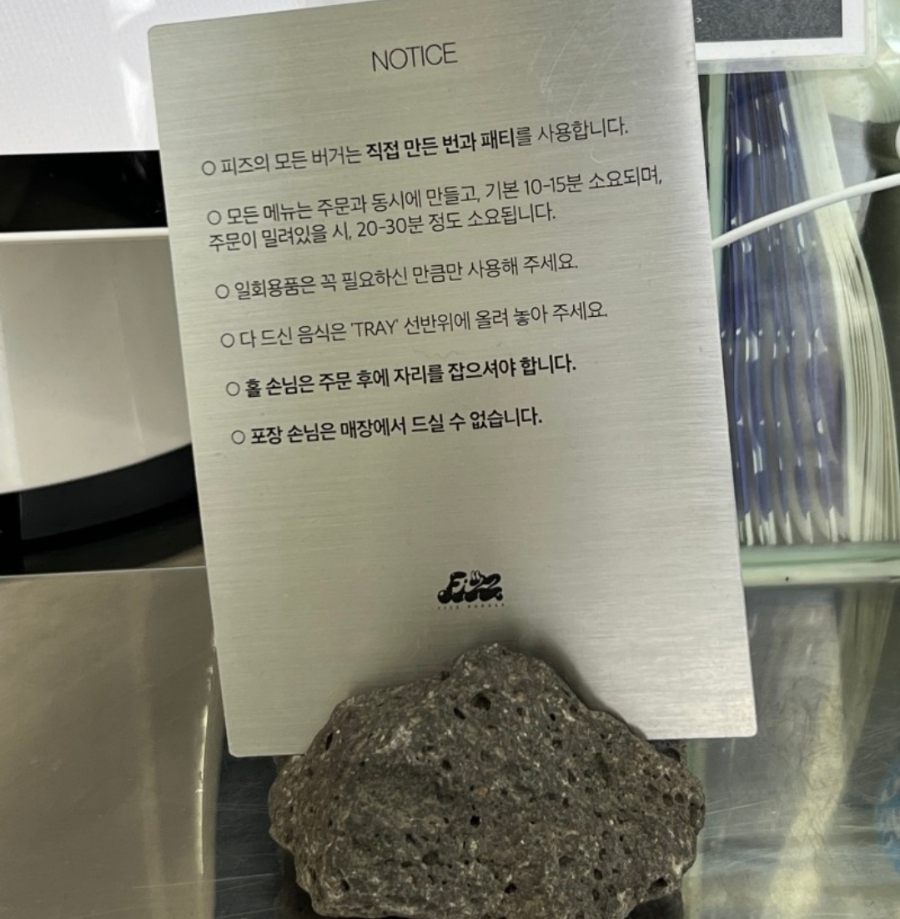 NOTICE
○ 피즈의 모든 버거는 직접 만든 번과 패티를 사용합니다.
○ 모든 메뉴는 주문과 동시에 만들고, 기본 10-15분 소요되며,
주문이 밀려있을 시, 20-30분 정도 소요됩니다.
○ 일회용품은 꼭 필요하신 만큼만 사용해 주세요.
○ 다 드신 음식은 'TRAY' 선반위에 올려 놓아 주세요.
○ 홀 손님은 주문 후에 자리를 잡으셔야 합니다.
○ 포장 손님은 매장에서 드실 수 없습니다.
Fizz